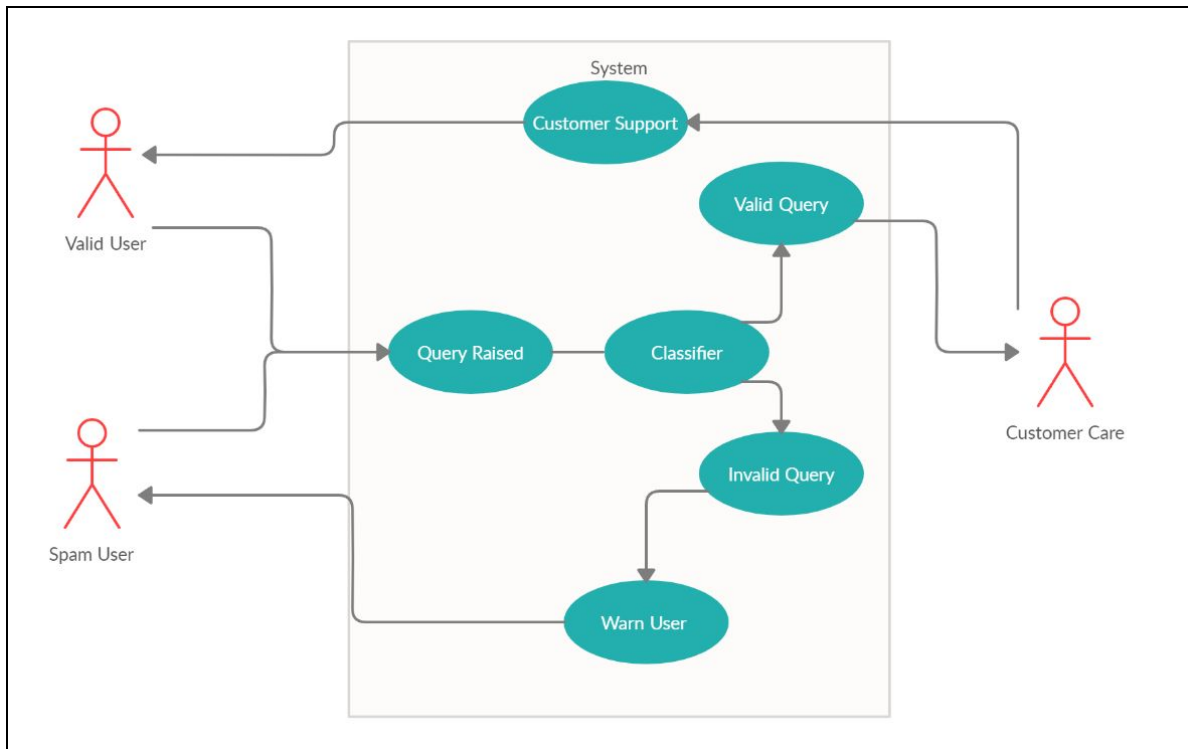 System
Customer Support
Valid User
Valid Query
Query Raised
Classifier
Customer Care
Spam User
Invalid Query
Warn User